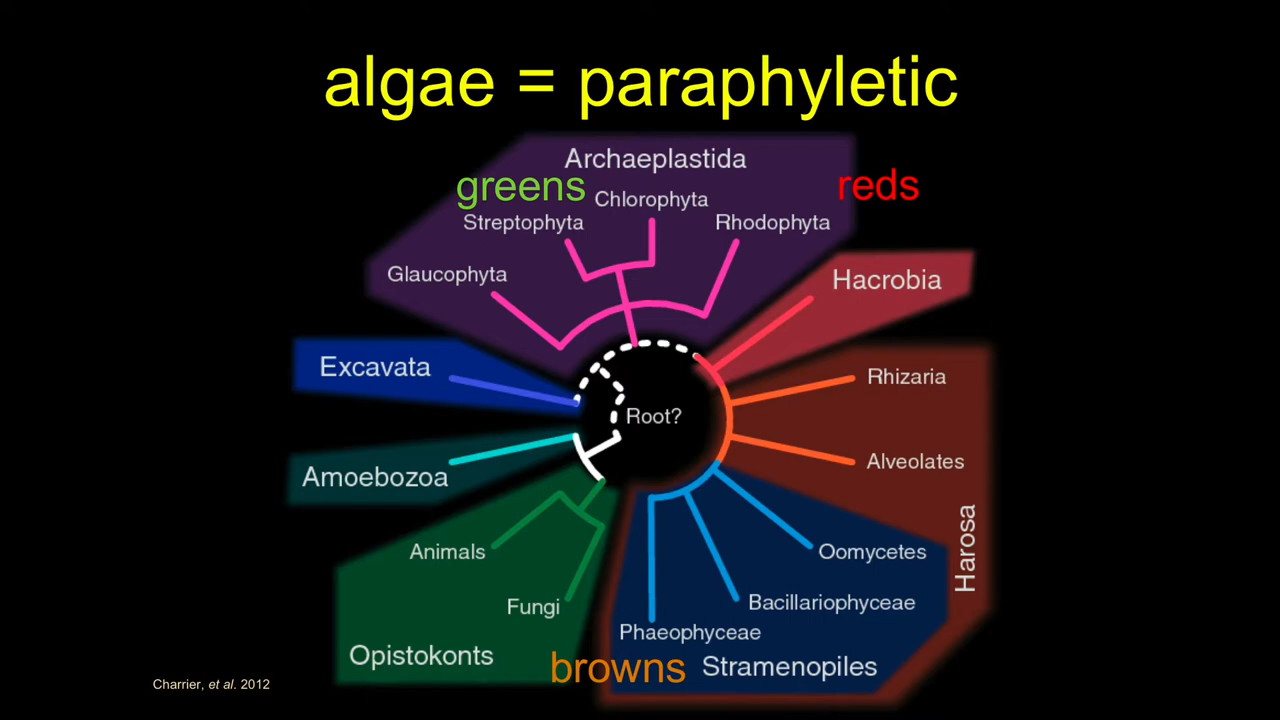 algae = paraphyletic
Archaeplastida
greens
reds
Chlorophyta
Streptophyta
Rhodophyta
Glaucophyta
Hacrobia
Excavata
Rhizaria
Root?
Alveolates
Amoebozoa
Harosa
Animals
Oomycetes
Fungi
Bacillariophyceae
Phaeophyceae
Opistokonts
browns
Stramenopiles
Charrier, et al. 2012